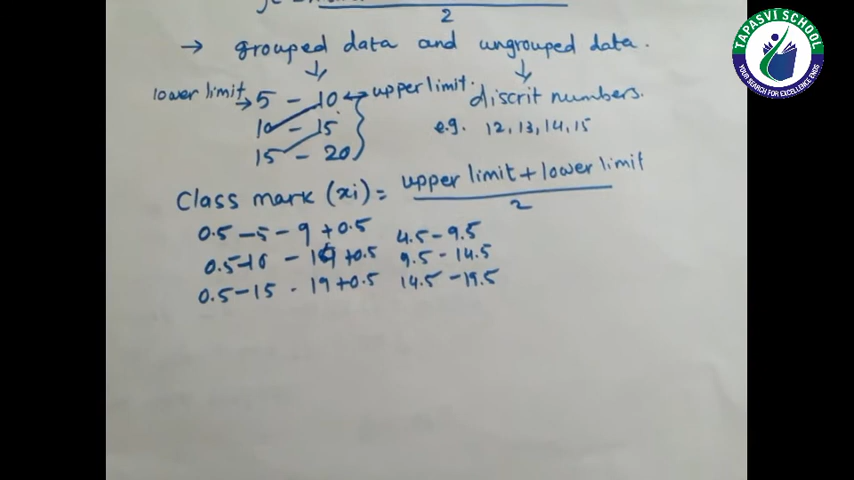 2
→ grouped data and ungrouped data.
lower limit → 5 - 10 ← upper limit.
discrit numbers.
10 - 15
e.g. 12, 13, 14, 15
15 - 20
Class mark (xi) = upper limit + lower limit
2
0.5 - 5 - 9 + 0.5 4.5 - 9.5
0.5-10 - 14 + 0.5 9.5 - 14.5
0.5 - 15 - 19 + 0.5 14.5 - 19.5
TAPASVI SCHOOL
YOUR SEARCH FOR EXCELLENCE ENDS